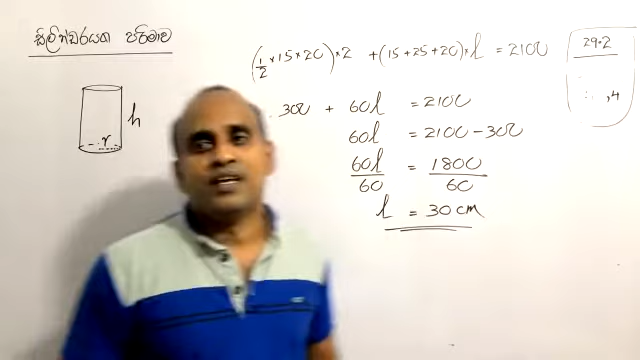 සිලින්ඩරයක පරිමාව
h
r
(1/2 × 15 × 20) × 2 + (15 + 25 + 20) × l = 2100
300 + 60l = 2100
60l = 2100 - 300
60l/60 = 1800/60
l = 30 cm
29.2
∴ , 4